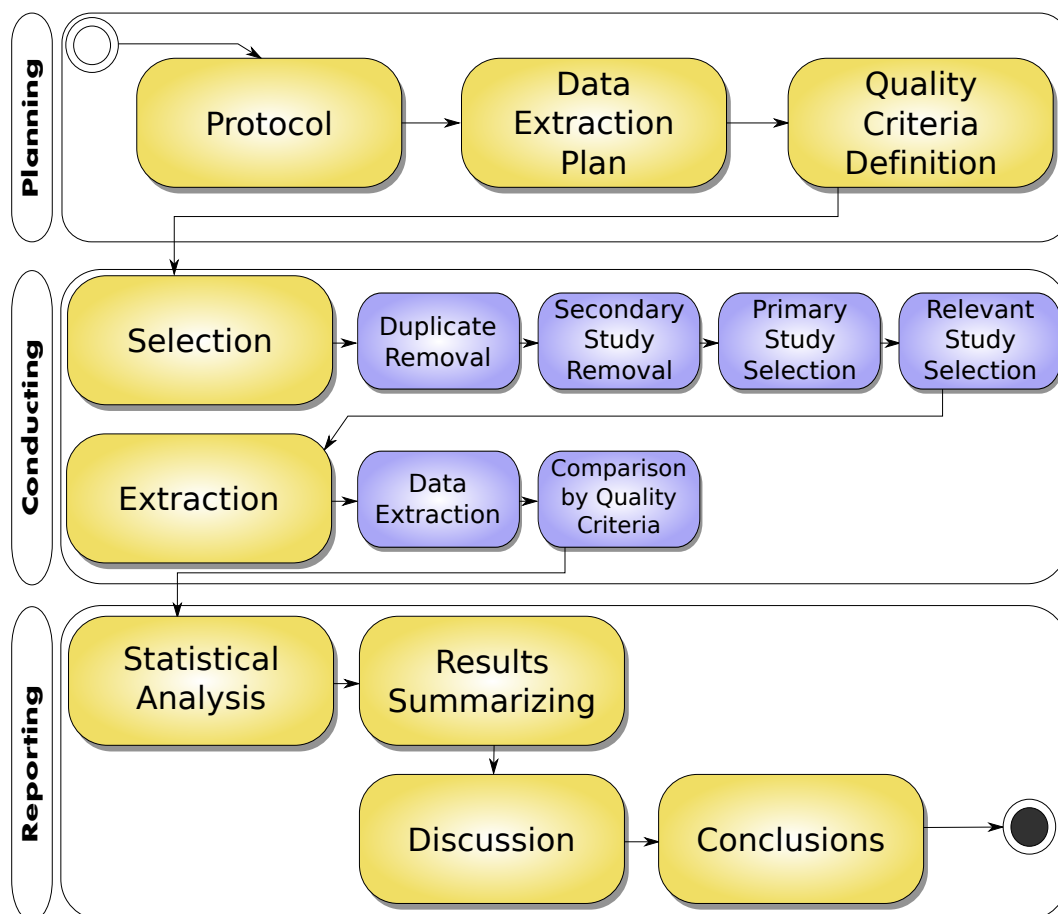 Planning
Protocol
Data
Extraction
Plan
Quality
Criteria
Definition
Conducting
Selection
Duplicate
Removal
Secondary
Study
Removal
Primary
Study
Selection
Relevant
Study
Selection
Extraction
Data
Extraction
Comparison
by Quality
Criteria
Reporting
Statistical
Analysis
Results
Summarizing
Discussion
Conclusions